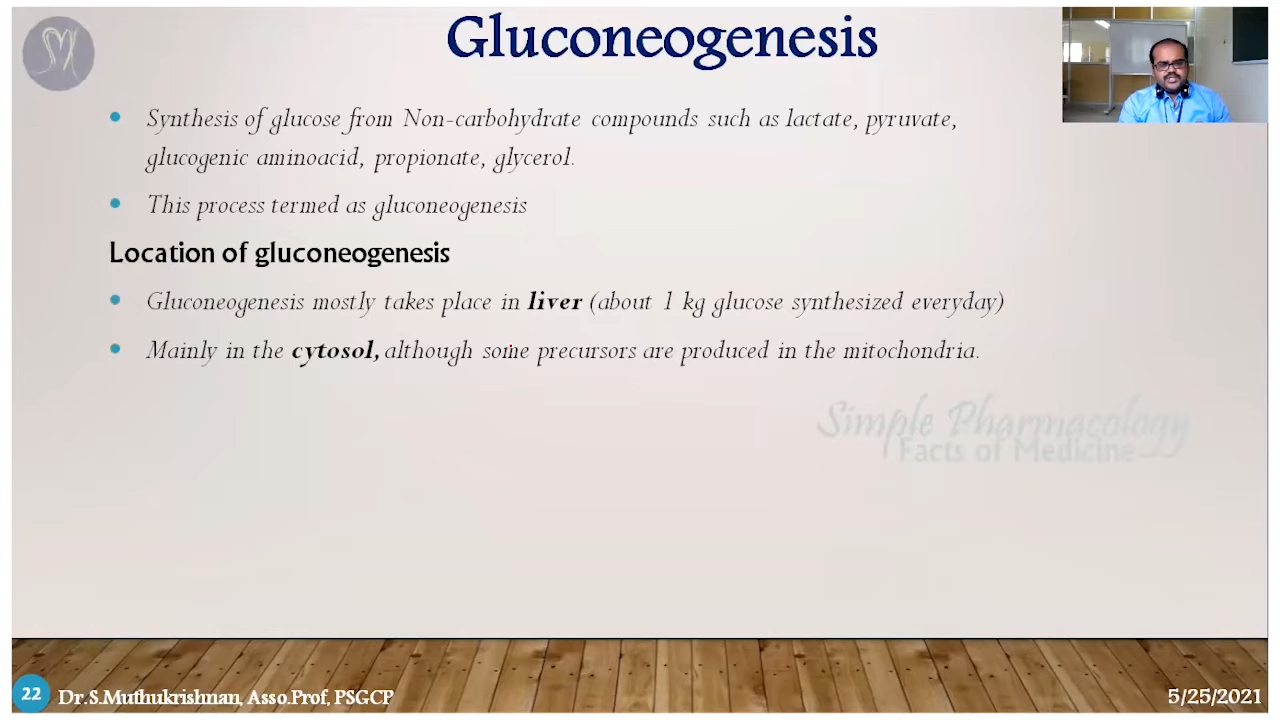 Gluconeogenesis
Synthesis of glucose from Non-carbohydrate compounds such as lactate, pyruvate,
glucogenic aminoacid, propionate, glycerol.
This process termed as gluconeogenesis
Location of gluconeogenesis
Gluconeogenesis mostly takes place in liver (about 1 kg glucose synthesized everyday)
Mainly in the cytosol, although some precursors are produced in the mitochondria.
Simple Pharmacology
Facts of Medicine
22 Dr.S.Muthukrishnan, Asso.Prof, PSGCP
5/25/2021